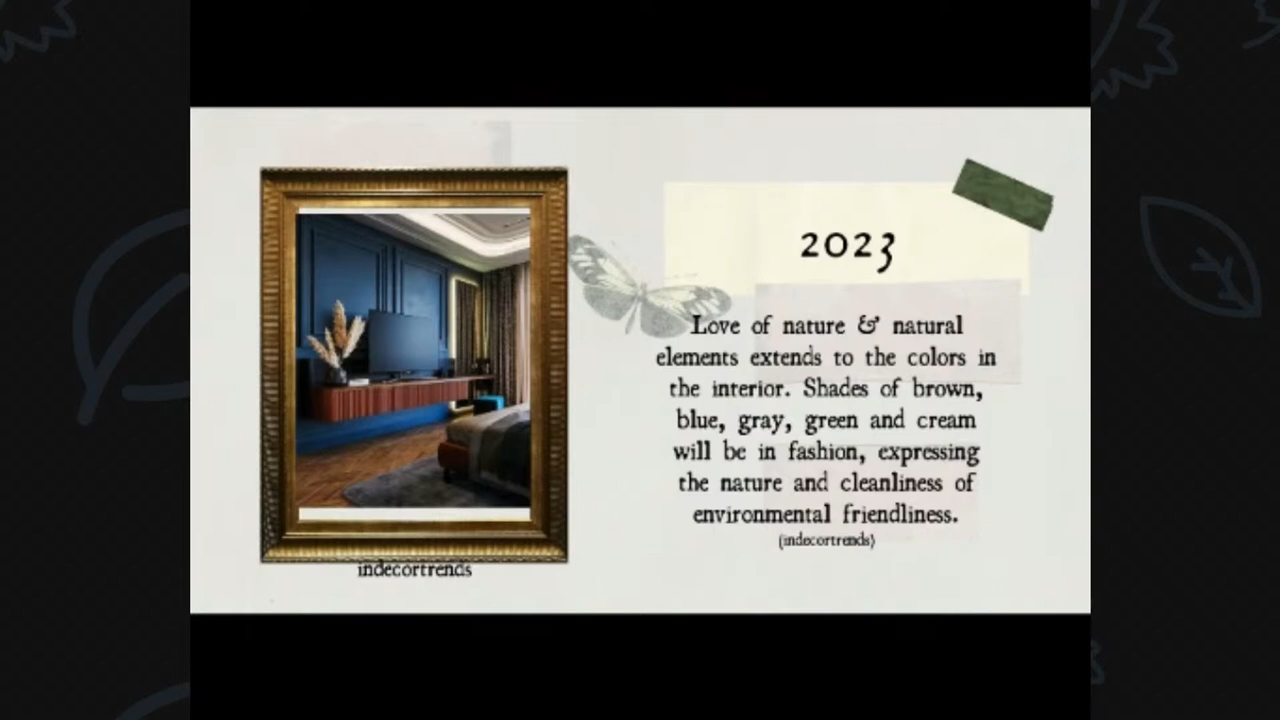 2023
Love of nature & natural
elements extends to the colors in
the interior. Shades of brown,
blue, gray, green and cream
will be in fashion, expressing
the nature and cleanliness of
environmental friendliness.
(indecortrends)
indecortrends